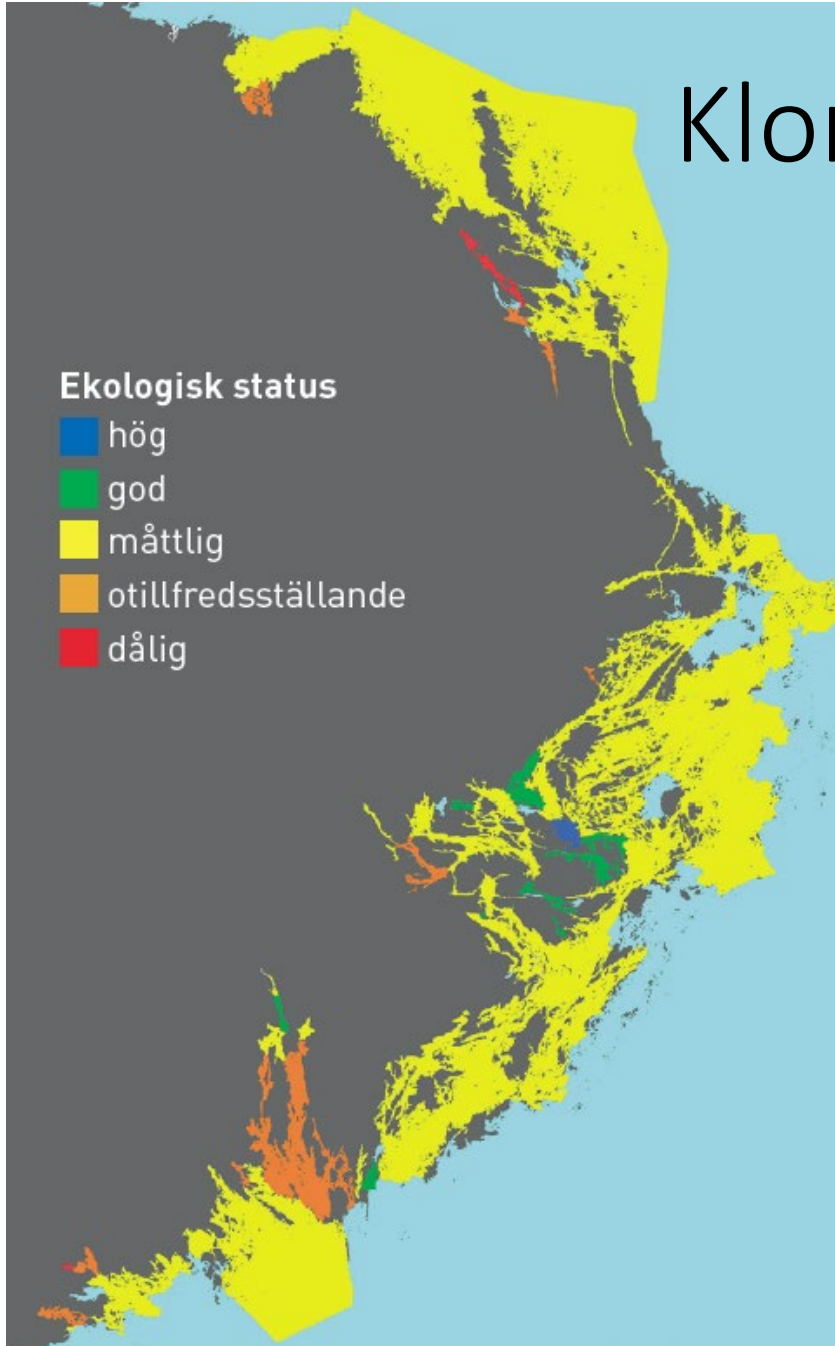 Klor
Ekologisk status
hög
god
måttlig
otillfredsställande
dålig